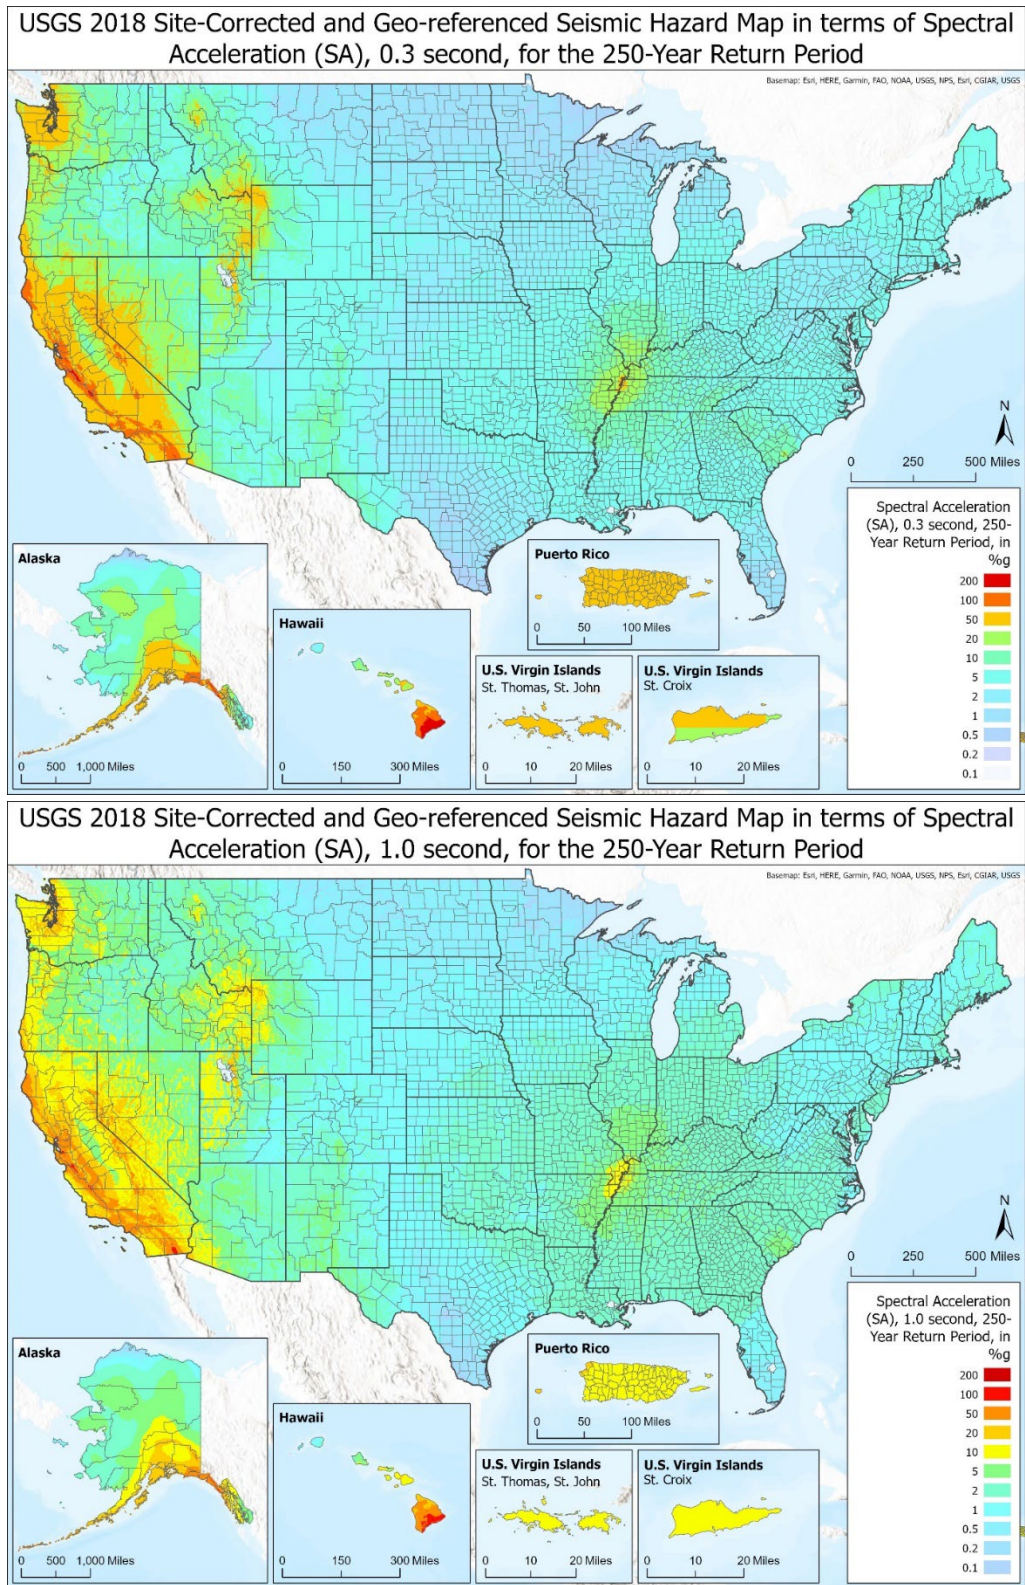 USGS 2018 Site-Corrected and Geo-referenced Seismic Hazard Map in terms of Spectral
Acceleration (SA), 0.3 second, for the 250-Year Return Period
Basemap: Esri, HERE, Garmin, FAO, NOAA, USGS, NPS, Esri, CGIAR, USGS
N
0 250 500 Miles
Spectral Acceleration
(SA), 0.3 second, 250-
Year Return Period, in
%g
200
100
50
20
10
5
2
1
0.5
0.2
0.1
Alaska
0 500 1,000 Miles
Hawaii
0 150 300 Miles
Puerto Rico
0 50 100 Miles
U.S. Virgin Islands
St. Thomas, St. John
0 10 20 Miles
U.S. Virgin Islands
St. Croix
0 10 20 Miles
USGS 2018 Site-Corrected and Geo-referenced Seismic Hazard Map in terms of Spectral
Acceleration (SA), 1.0 second, for the 250-Year Return Period
Basemap: Esri, HERE, Garmin, FAO, NOAA, USGS, NPS, Esri, CGIAR, USGS
N
0 250 500 Miles
Spectral Acceleration
(SA), 1.0 second, 250-
Year Return Period, in
%g
200
100
50
20
10
5
2
1
0.5
0.2
0.1
Alaska
0 500 1,000 Miles
Hawaii
0 150 300 Miles
Puerto Rico
0 50 100 Miles
U.S. Virgin Islands
St. Thomas, St. John
0 10 20 Miles
U.S. Virgin Islands
St. Croix
0 10 20 Miles